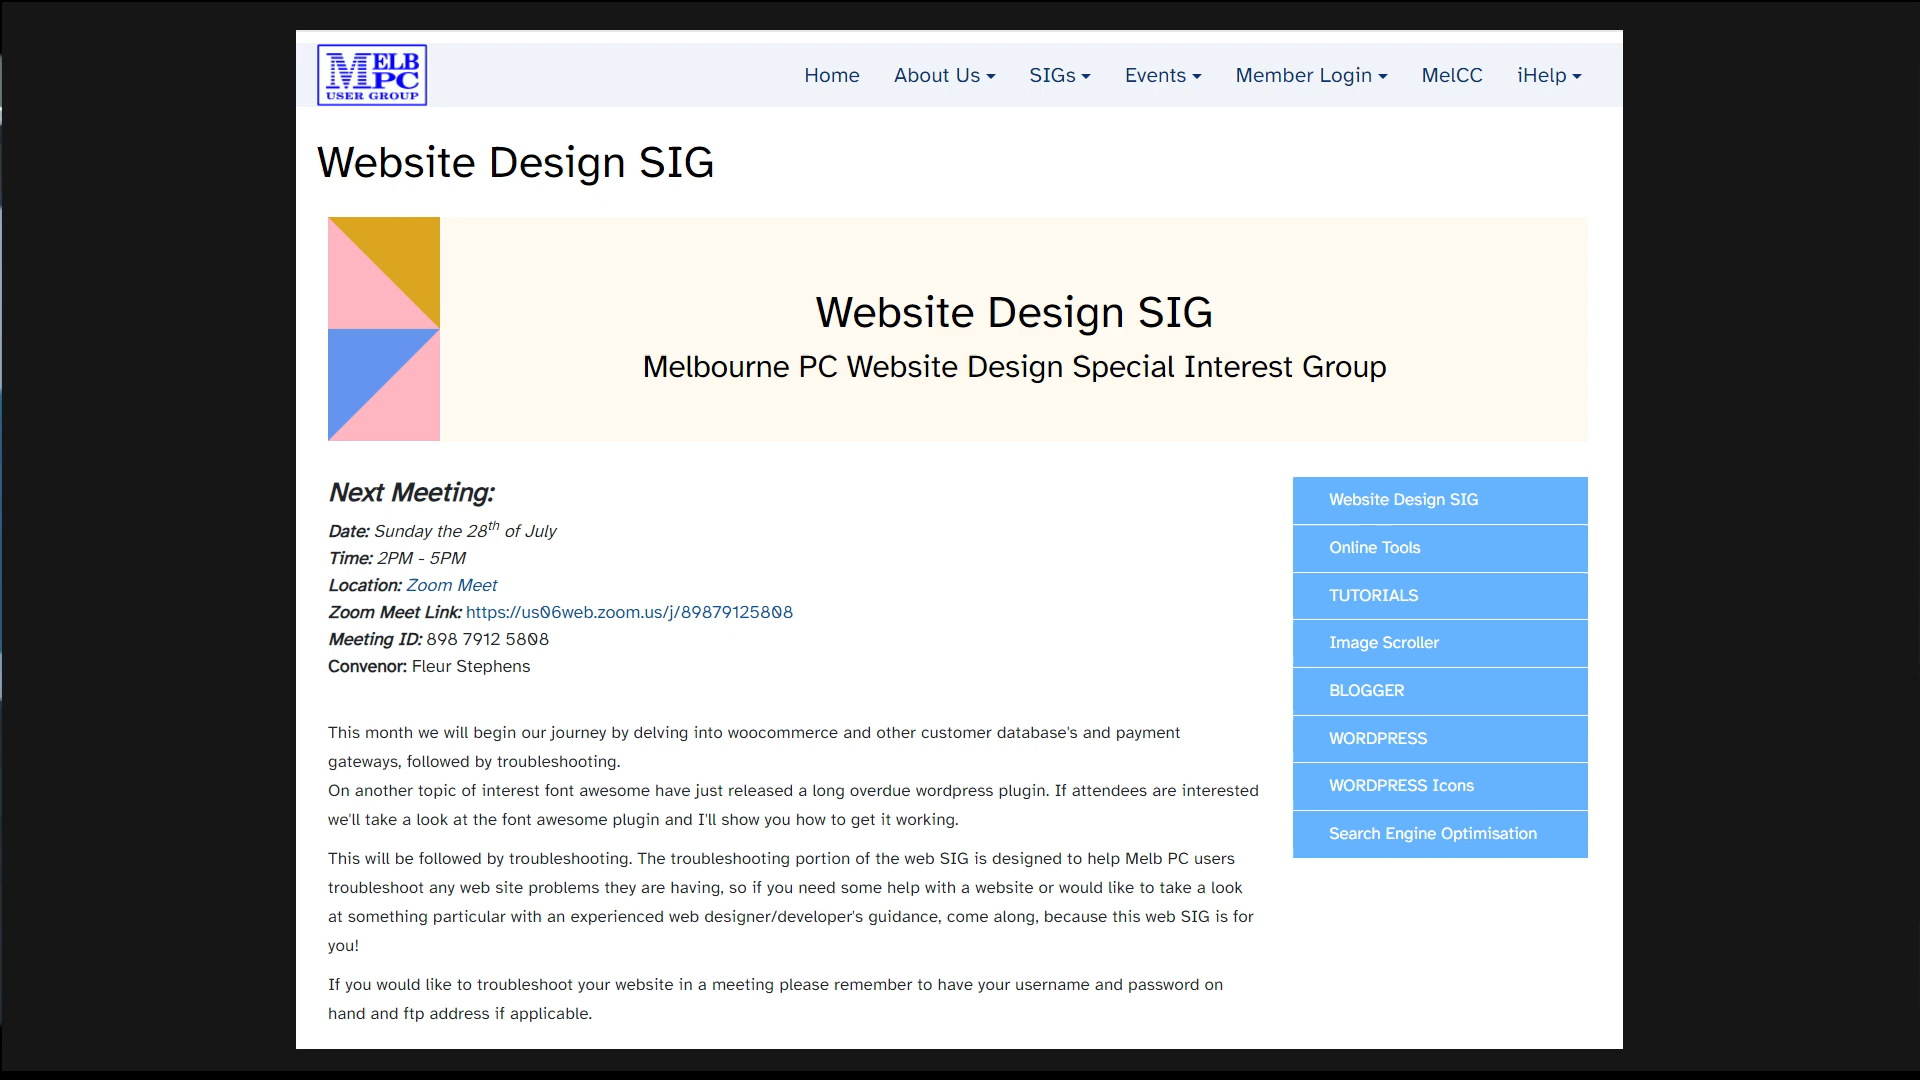 MELB
PC
USER GROUP
Home About Us SIGs Events Member Login MelCC iHelp
Website Design SIG
Website Design SIG
Melbourne PC Website Design Special Interest Group
Next Meeting:
Date: Sunday the 28th of July
Time: 2PM - 5PM
Location: Zoom Meet
Zoom Meet Link: https://us06web.zoom.us/j/89879125808
Meeting ID: 898 7912 5808
Convenor: Fleur Stephens
This month we will begin our journey by delving into woocommerce and other customer database's and payment
gateways, followed by troubleshooting.
On another topic of interest font awesome have just released a long overdue wordpress plugin. If attendees are interested
we'll take a look at the font awesome plugin and I'll show you how to get it working.
This will be followed by troubleshooting. The troubleshooting portion of the web SIG is designed to help Melb PC users
troubleshoot any web site problems they are having, so if you need some help with a website or would like to take a look
at something particular with an experienced web designer/developer's guidance, come along, because this web SIG is for
you!
If you would like to troubleshoot your website in a meeting please remember to have your username and password on
hand and ftp address if applicable.
Website Design SIG
Online Tools
TUTORIALS
Image Scroller
BLOGGER
WORDPRESS
WORDPRESS Icons
Search Engine Optimisation